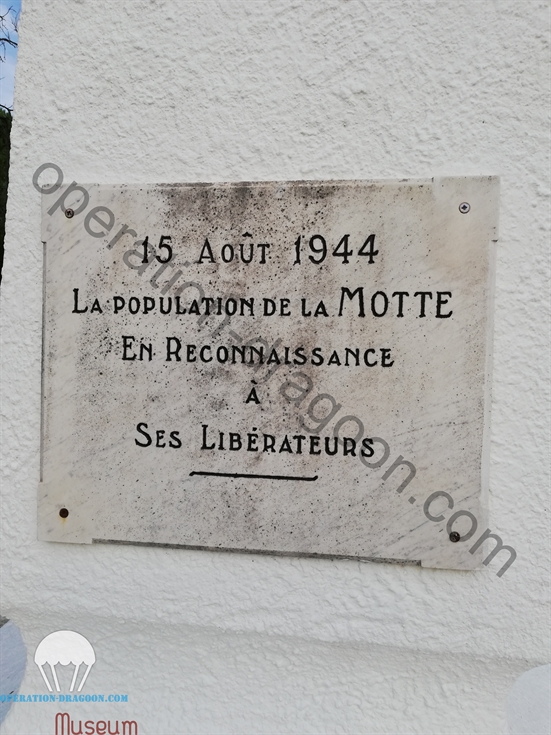 15 AOÛT 1944
LA POPULATION DE LA MOTTE
EN RECONNAISSANCE
À
SES LIBÉRATEURS
operation-dragoon.com
OPERATION-DRAGOON.COM
Museum